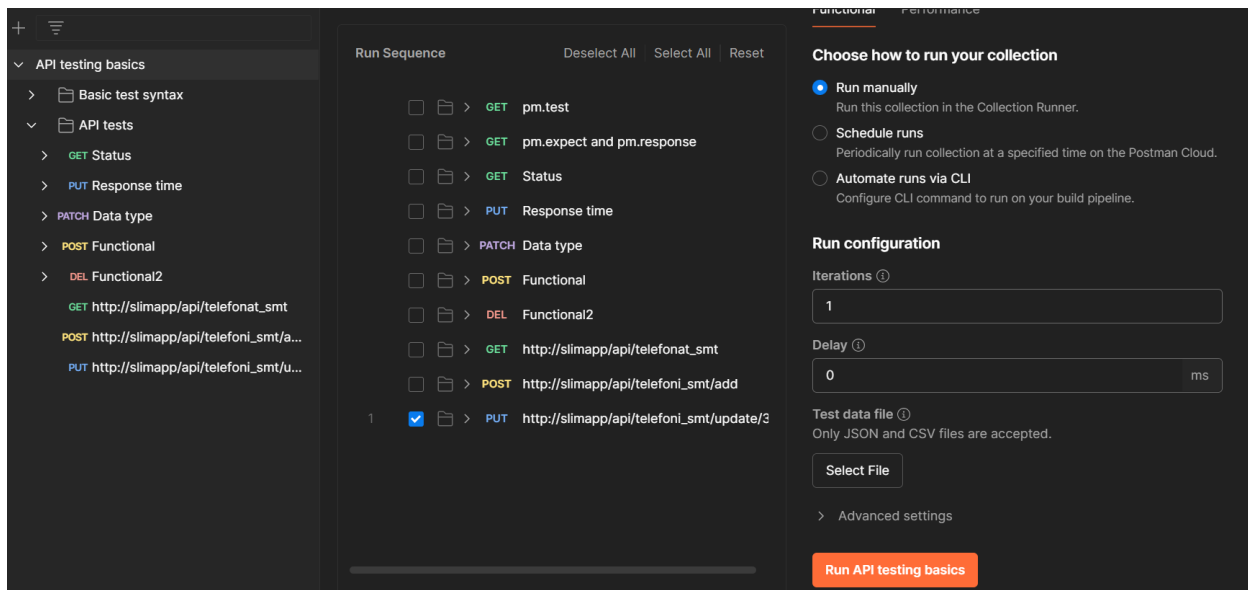 Functional Performance
API testing basics
Basic test syntax
API tests
GET Status
PUT Response time
PATCH Data type
POST Functional
DEL Functional2
GET http://slimapp/api/telefonat_smt
POST http://slimapp/api/telefoni_smt/a...
PUT http://slimapp/api/telefoni_smt/u...
Run Sequence Deselect All Select All Reset
GET pm.test
GET pm.expect and pm.response
GET Status
PUT Response time
PATCH Data type
POST Functional
DEL Functional2
GET http://slimapp/api/telefonat_smt
POST http://slimapp/api/telefoni_smt/add
1 PUT http://slimapp/api/telefoni_smt/update/3
Choose how to run your collection
Run manually
Run this collection in the Collection Runner.
Schedule runs
Periodically run collection at a specified time on the Postman Cloud.
Automate runs via CLI
Configure CLI command to run on your build pipeline.
Run configuration
Iterations
1
Delay
0 ms
Test data file
Only JSON and CSV files are accepted.
Select File
Advanced settings
Run API testing basics